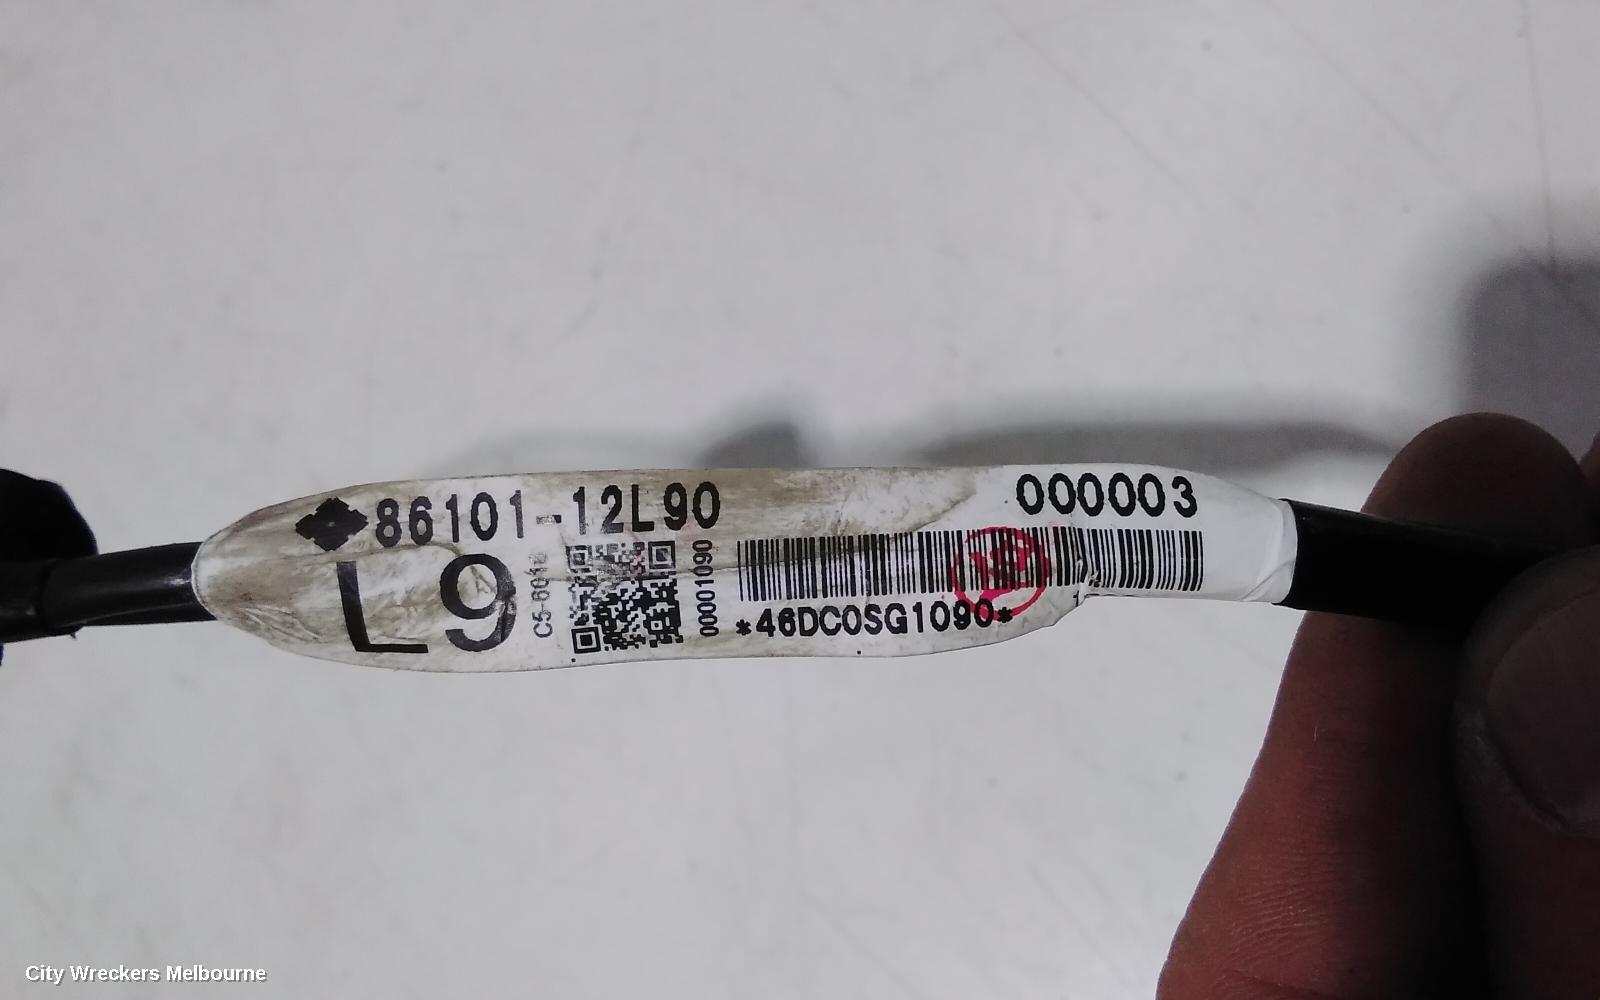 86101-12L90
000003
L9
00001090
*46DC0SG1090*
City Wreckers Melbourne